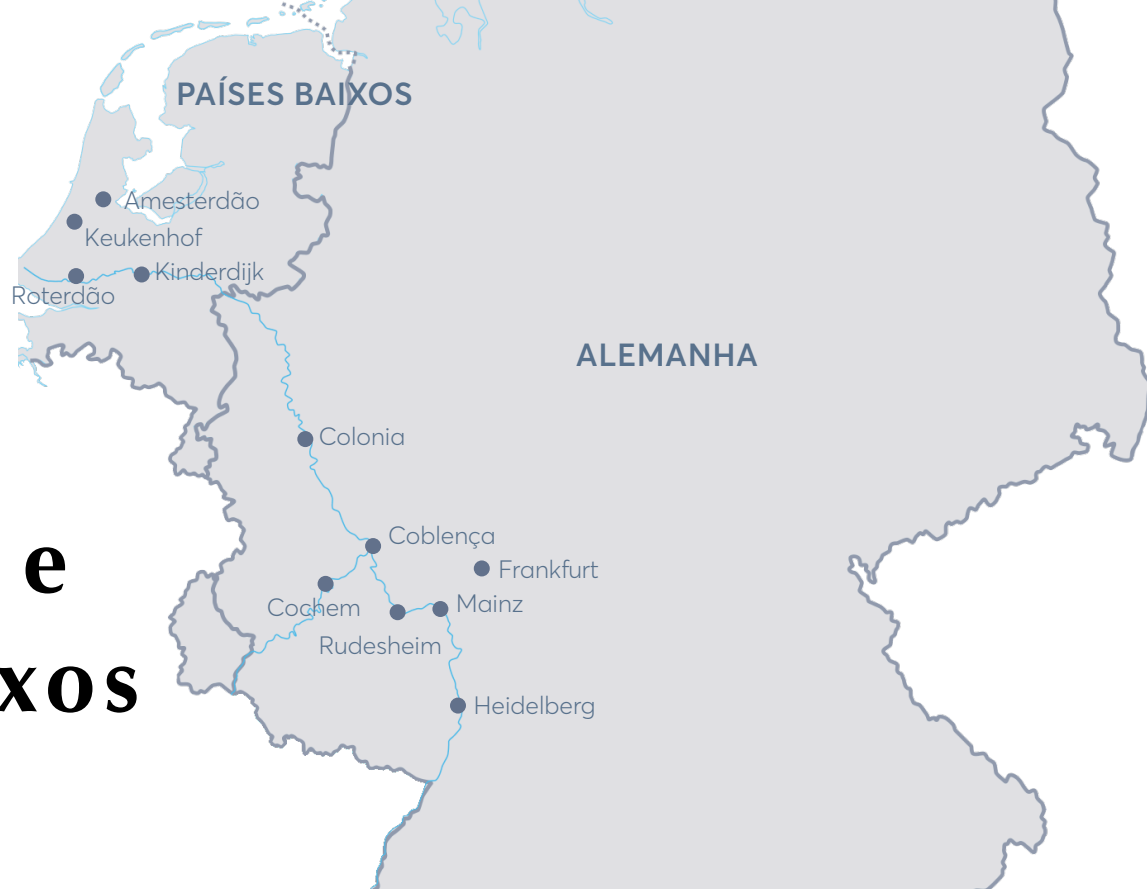 PAÍSES BAIXOS
Amesterdão
Keukenhof
Kinderdijk
Roterdão
ALEMANHA
Colonia
Coblença
Frankfurt
Cochem
Mainz
Rudesheim
Heidelberg
e
xos